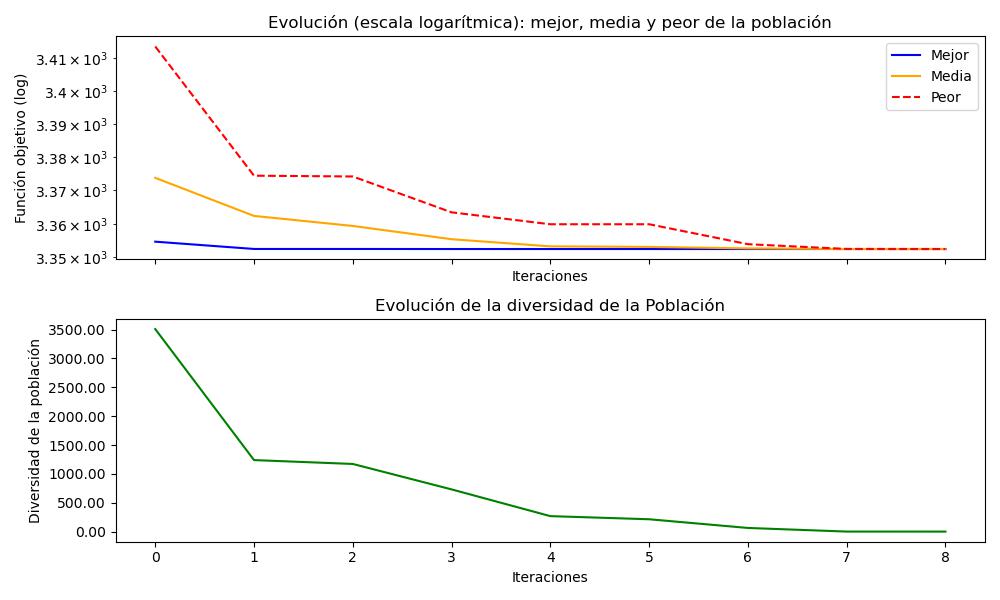 Evolución (escala logarítmica): mejor, media y peor de la población
Función objetivo (log)
3.41 × 10³
3.4 × 10³
3.39 × 10³
3.38 × 10³
3.37 × 10³
3.36 × 10³
3.35 × 10³
Mejor
Media
Peor
Iteraciones
Evolución de la diversidad de la Población
Diversidad de la población
3500.00
3000.00
2500.00
2000.00
1500.00
1000.00
500.00
0.00
0 1 2 3 4 5 6 7 8
Iteraciones